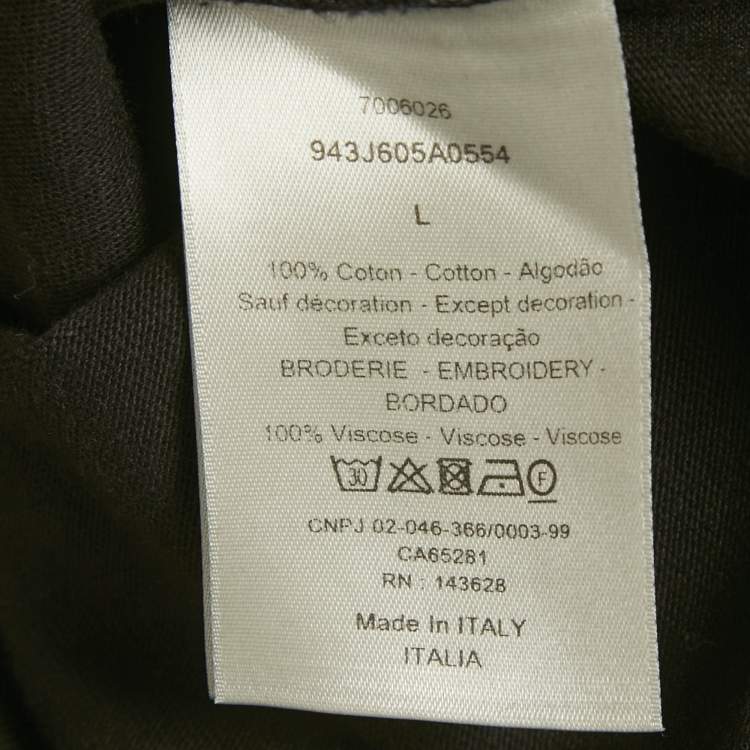 7006026
943J605A0554
L
100% Coton - Cotton - Algodão
Sauf décoration - Except decoration -
Exceto decoração
BRODERIE - EMBROIDERY -
BORDADO
100% Viscose - Viscose - Viscose
30 F
CNPJ 02-046-366/0003-99
CA65281
RN : 143628
Made In ITALY
ITALIA